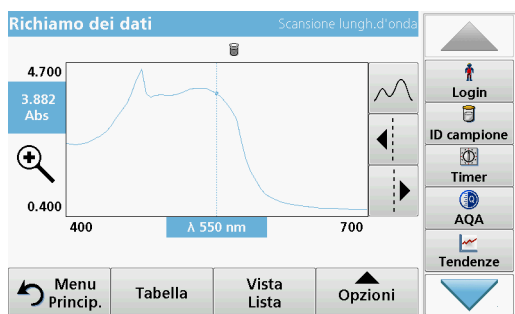 Richiamo dei dati
Scansione lungh.d'onda
4.700
3.882
Abs
0.400
400
λ 550 nm
700
Login
ID campione
Timer
AQA
Tendenze
Menu
Princip.
Tabella
Vista
Lista
Opzioni